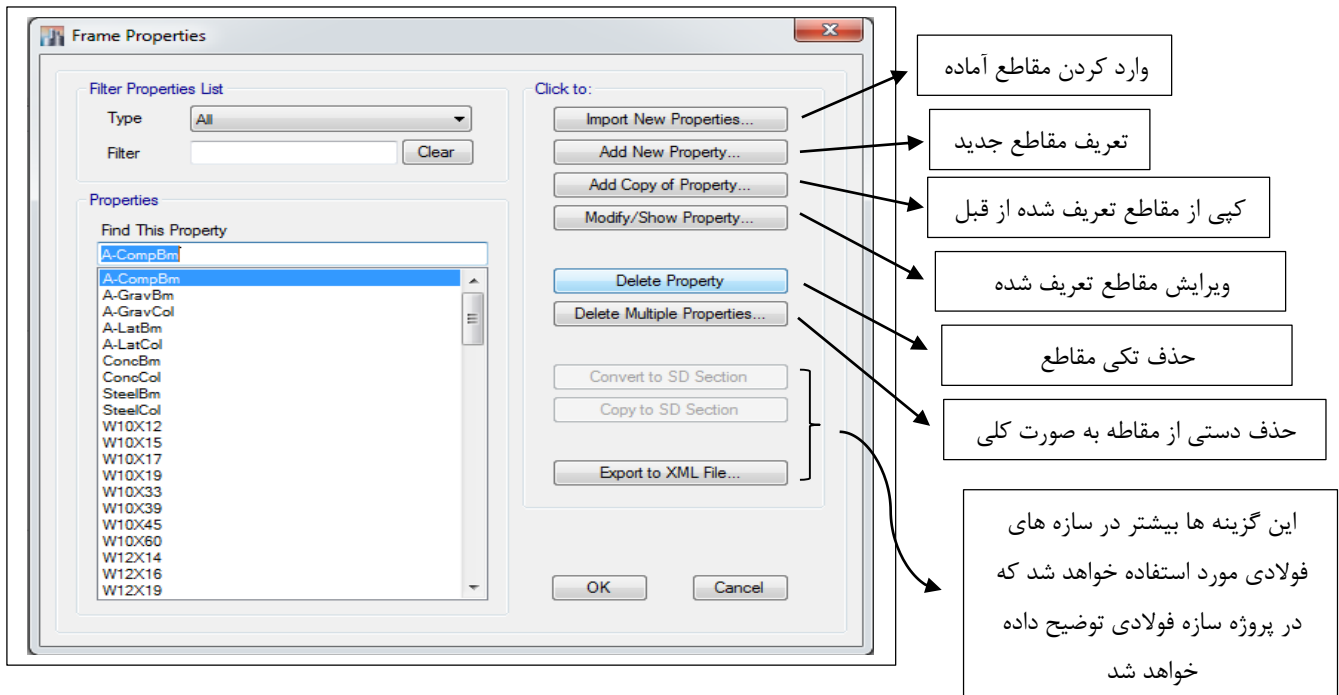 Frame Properties
Filter Properties List
Type All
Filter Clear
Properties
Find This Property
A-CompBm
A-CompBm
A-GravBm
A-GravCol
A-LatBm
A-LatCol
ConcBm
ConcCol
SteelBm
SteelCol
W10X12
W10X15
W10X17
W10X19
W10X33
W10X39
W10X45
W10X60
W12X14
W12X16
W12X19
Click to:
Import New Properties...
Add New Property...
Add Copy of Property...
Modify/Show Property...
Delete Property
Delete Multiple Properties...
Convert to SD Section
Copy to SD Section
Export to XML File...
OK Cancel
وارد کردن مقاطع آماده
تعریف مقاطع جدید
کپی از مقاطع تعریف شده از قبل
ویرایش مقاطع تعریف شده
حذف تکی مقاطع
حذف دستی از مقاطه به صورت کلی
این گزینه ها بیشتر در سازه های
فولادی مورد استفاده خواهد شد که
در پروژه سازه فولادی توضیح داده
خواهد شد